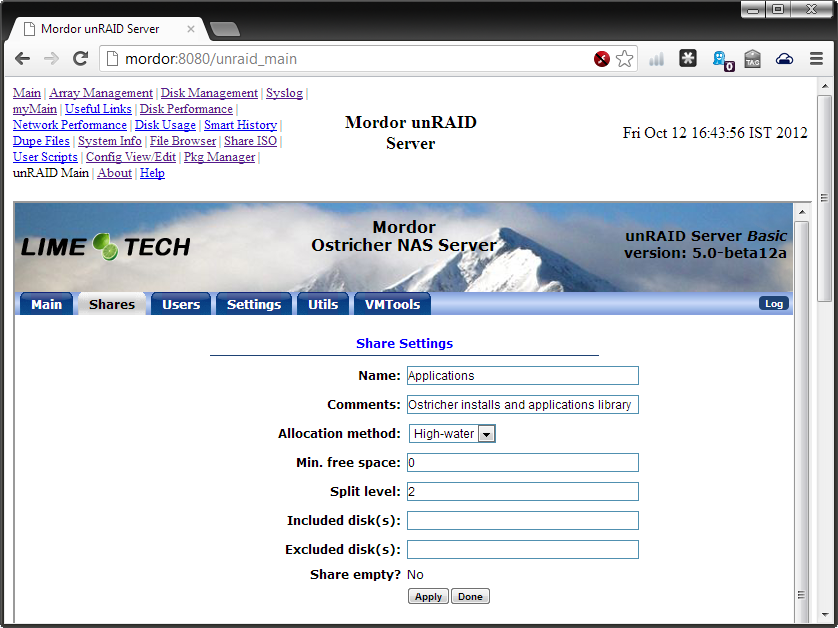 Mordor unRAID Server
mordor:8080/unraid_main
0
TAG
Main | Array Management | Disk Management | Syslog |
myMain | Useful Links | Disk Performance |
Network Performance | Disk Usage | Smart History |
Dupe Files | System Info | File Browser | Share ISO |
User Scripts | Config View/Edit | Pkg Manager |
unRAID Main | About | Help
Mordor unRAID
Server
Fri Oct 12 16:43:56 IST 2012
LIME TECH
Mordor
Ostricher NAS Server
unRAID Server Basic
version: 5.0-beta12a
Main Shares Users Settings Utils VMTools Log
Share Settings
Name: Applications
Comments: Ostricher installs and applications library
Allocation method: High-water
Min. free space: 0
Split level: 2
Included disk(s):
Excluded disk(s):
Share empty? No
Apply Done